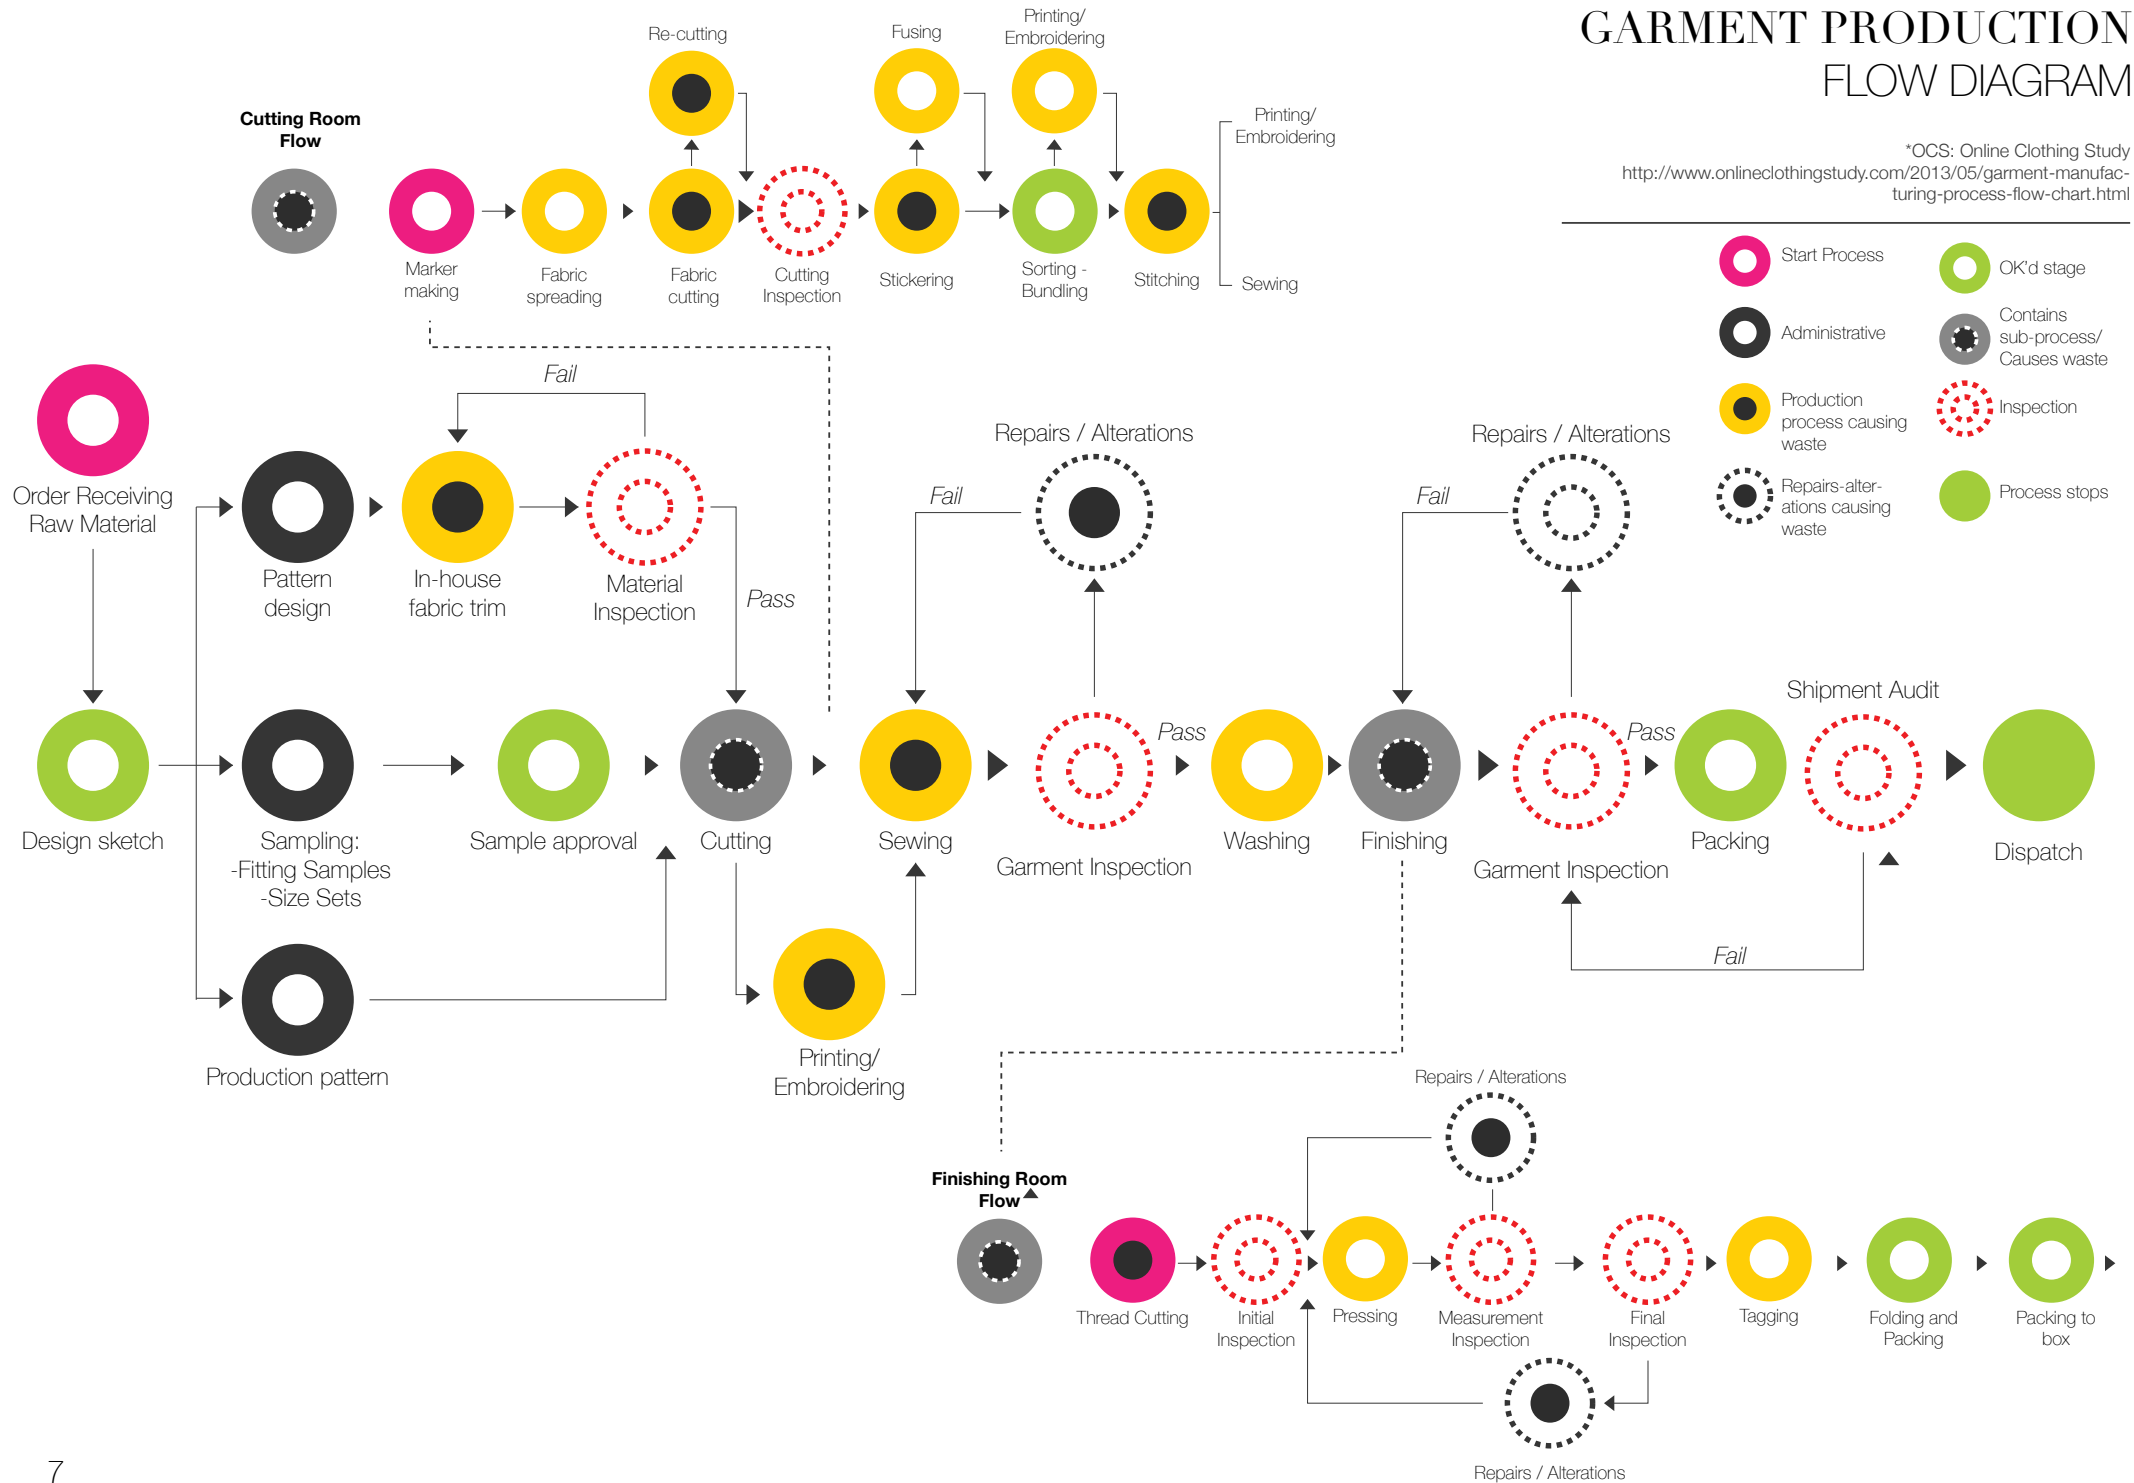 GARMENT PRODUCTION
FLOW DIAGRAM
*OCS: Online Clothing Study
http://www.onlineclothingstudy.com/2013/05/garment-manufac-
turing-process-flow-chart.html
Start Process
Administrative
Production
process causing
waste
Repairs-alter-
ations causing
waste
OK'd stage
Contains
sub-process/
Causes waste
Inspection
Process stops
Cutting Room
Flow
Re-cutting
Fusing
Printing/
Embroidering
Marker
making
Fabric
spreading
Fabric
cutting
Cutting
Inspection
Stickering
Sorting -
Bundling
Stitching
Printing/
Embroidering
Sewing
Order Receiving
Raw Material
Fail
Pattern
design
In-house
fabric trim
Material
Inspection
Pass
Repairs / Alterations
Fail
Repairs / Alterations
Fail
Design sketch
Sampling:
-Fitting Samples
-Size Sets
Sample approval
Cutting
Sewing
Garment Inspection
Pass
Washing
Finishing
Garment Inspection
Pass
Packing
Shipment Audit
Dispatch
Fail
Production pattern
Printing/
Embroidering
Finishing Room
Flow
Repairs / Alterations
Thread Cutting
Initial
Inspection
Pressing
Measurement
Inspection
Final
Inspection
Tagging
Folding and
Packing
Packing to
box
Repairs / Alterations
7